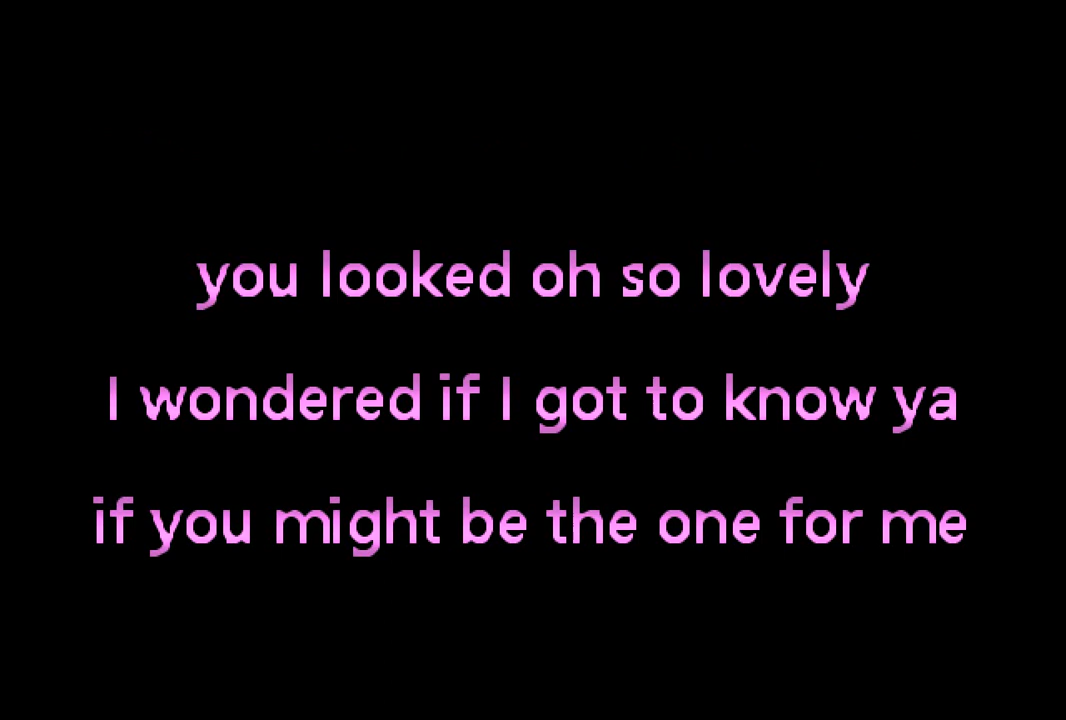 you looked oh so lovely
I wondered if I got to know ya
if you might be the one for me